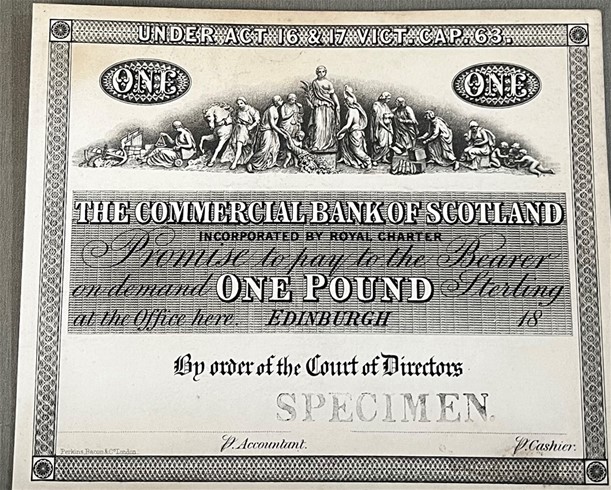 UNDER ACT 16 & 17 VICT. CAP. 63.
ONE ONE
THE COMMERCIAL BANK OF SCOTLAND
INCORPORATED BY ROYAL CHARTER
Promise to pay to the Bearer
on demand ONE POUND Sterling
at the Office here. EDINBURGH 18
By order of the Court of Directors
SPECIMEN.
P. Accountant. P. Cashier.
Perkins, Bacon & Co. London.